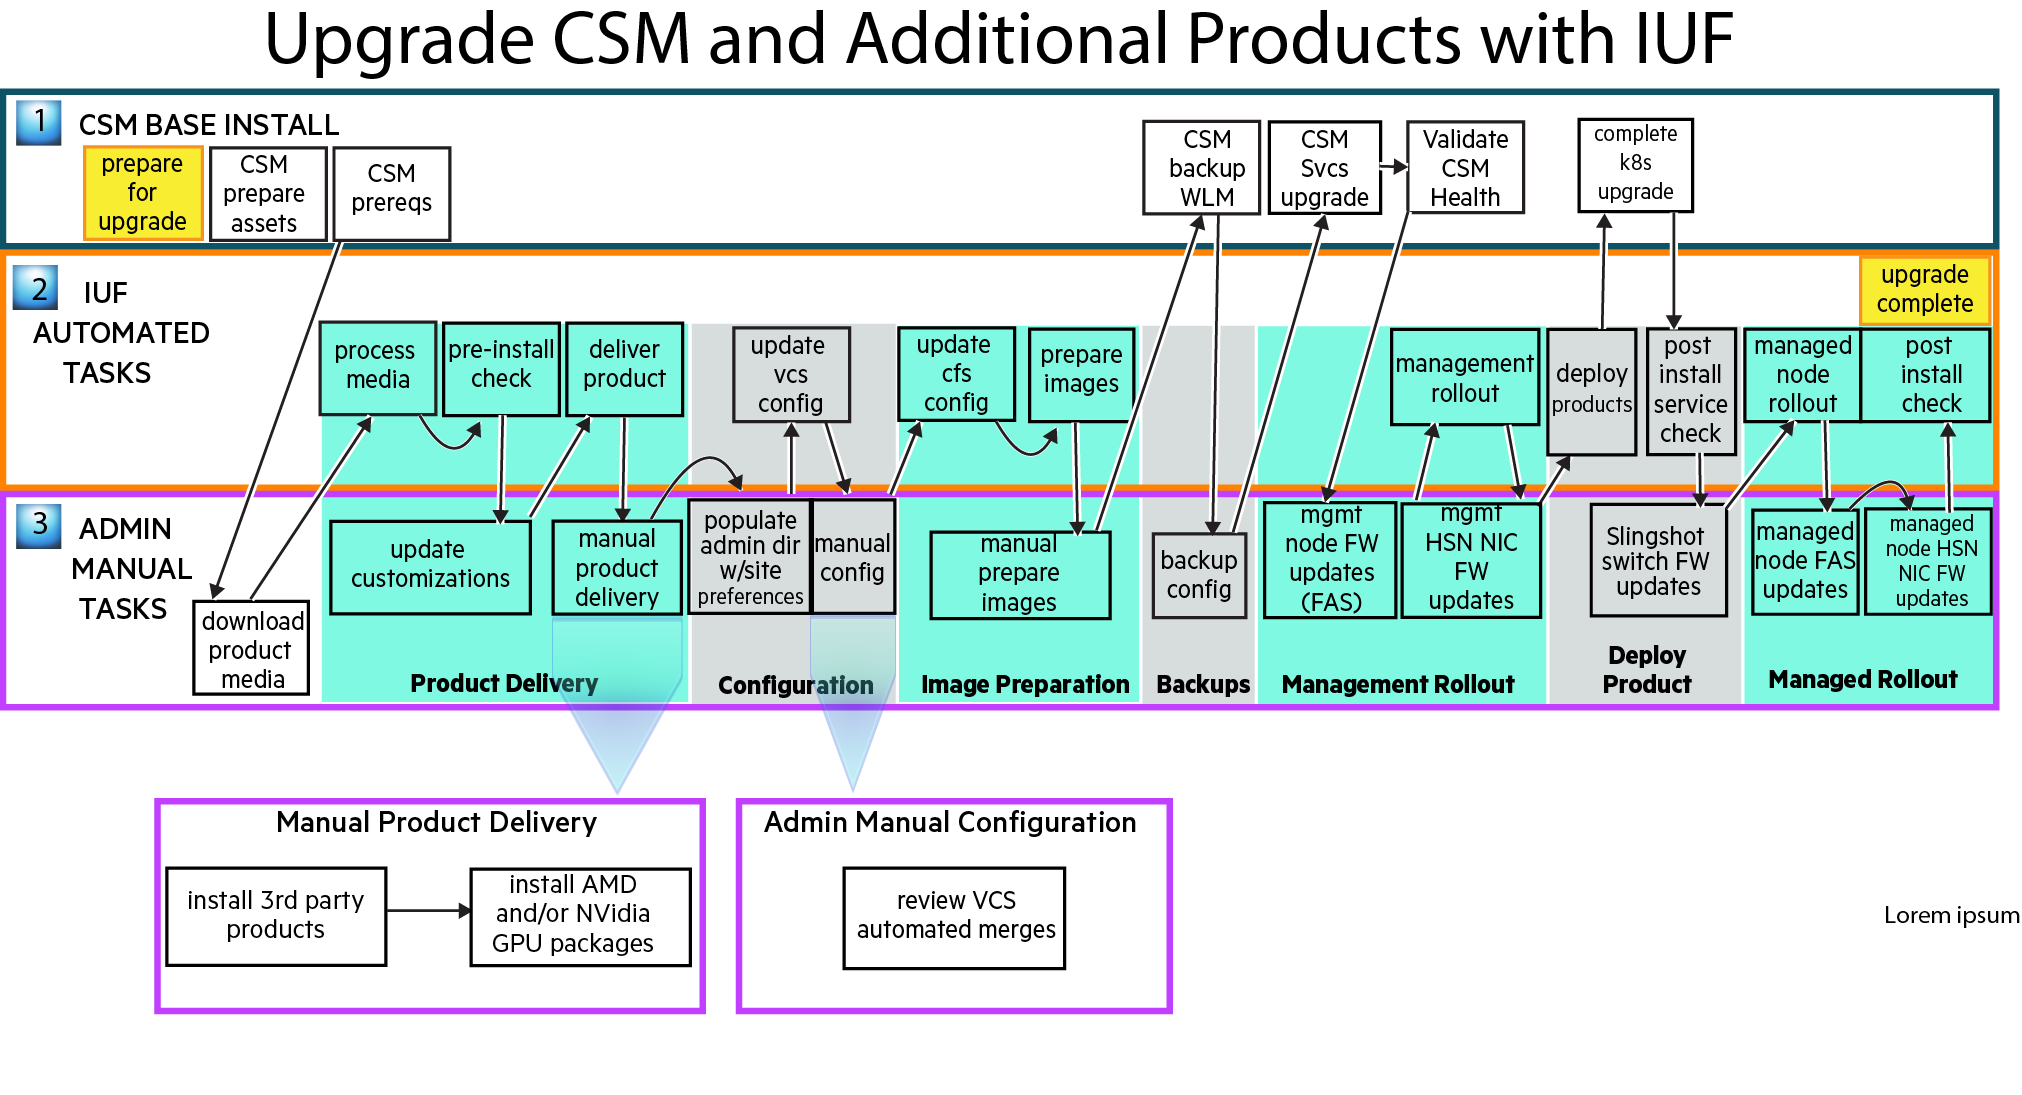 Upgrade CSM and Additional Products with IUF
1
CSM BASE INSTALL
prepare
for
upgrade
CSM
prepare
assets
CSM
prereqs
CSM
backup
WLM
CSM
Svcs
upgrade
Validate
CSM
Health
complete
k8s
upgrade
2
IUF
AUTOMATED
TASKS
process
media
pre-install
check
deliver
product
update
vcs
config
update
cfs
config
prepare
images
management
rollout
deploy
products
post
install
service
check
managed
node
rollout
upgrade
complete
post
install
check
3
ADMIN
MANUAL
TASKS
download
product
media
update
customizations
manual
product
delivery
populate
admin dir
w/site
preferences
manual
config
manual
prepare
images
backup
config
mgmt
node FW
updates
(FAS)
mgmt
HSN NIC
FW
updates
Slingshot
switch FW
updates
managed
node FAS
updates
managed
node HSN
NIC FW
updates
Product Delivery
Configuration
Image Preparation
Backups
Management Rollout
Deploy
Product
Managed Rollout
Manual Product Delivery
install 3rd party
products
install AMD
and/or NVidia
GPU packages
Admin Manual Configuration
review VCS
automated merges
Lorem ipsum